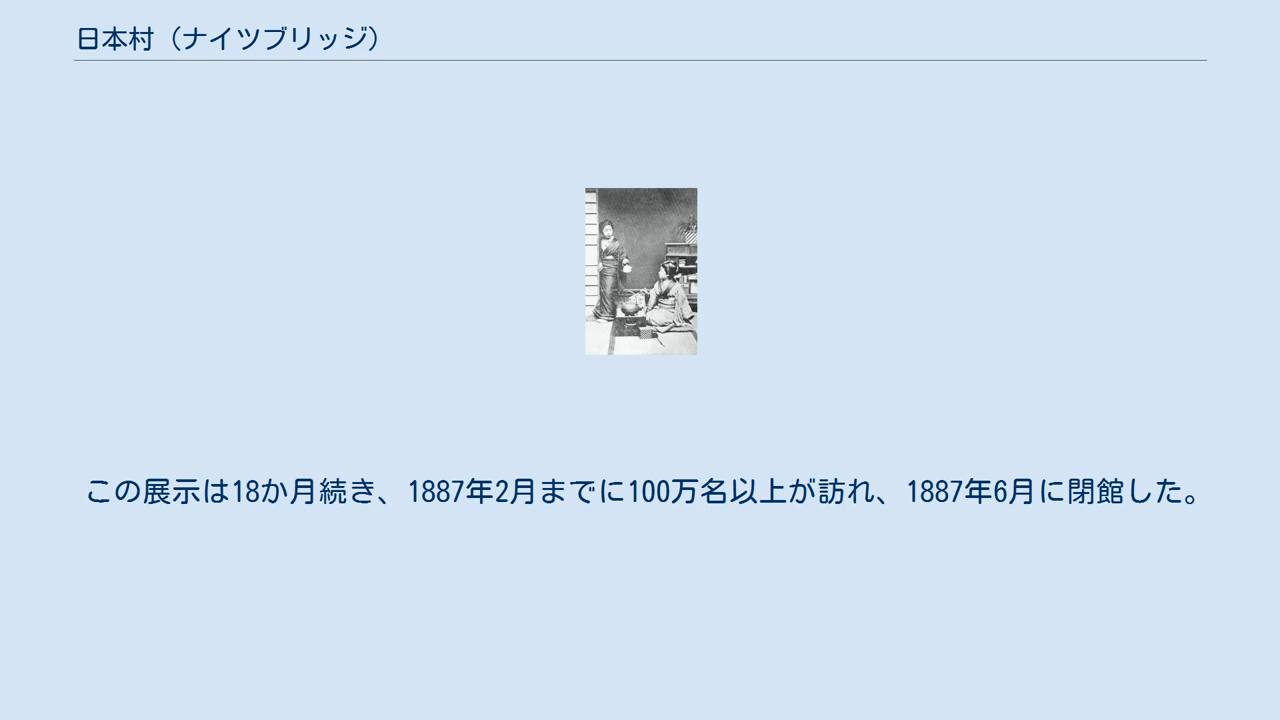 日本村（ナイツブリッジ）
この展示は18か月続き、1887年2月までに100万名以上が訪れ、1887年6月に閉館した。